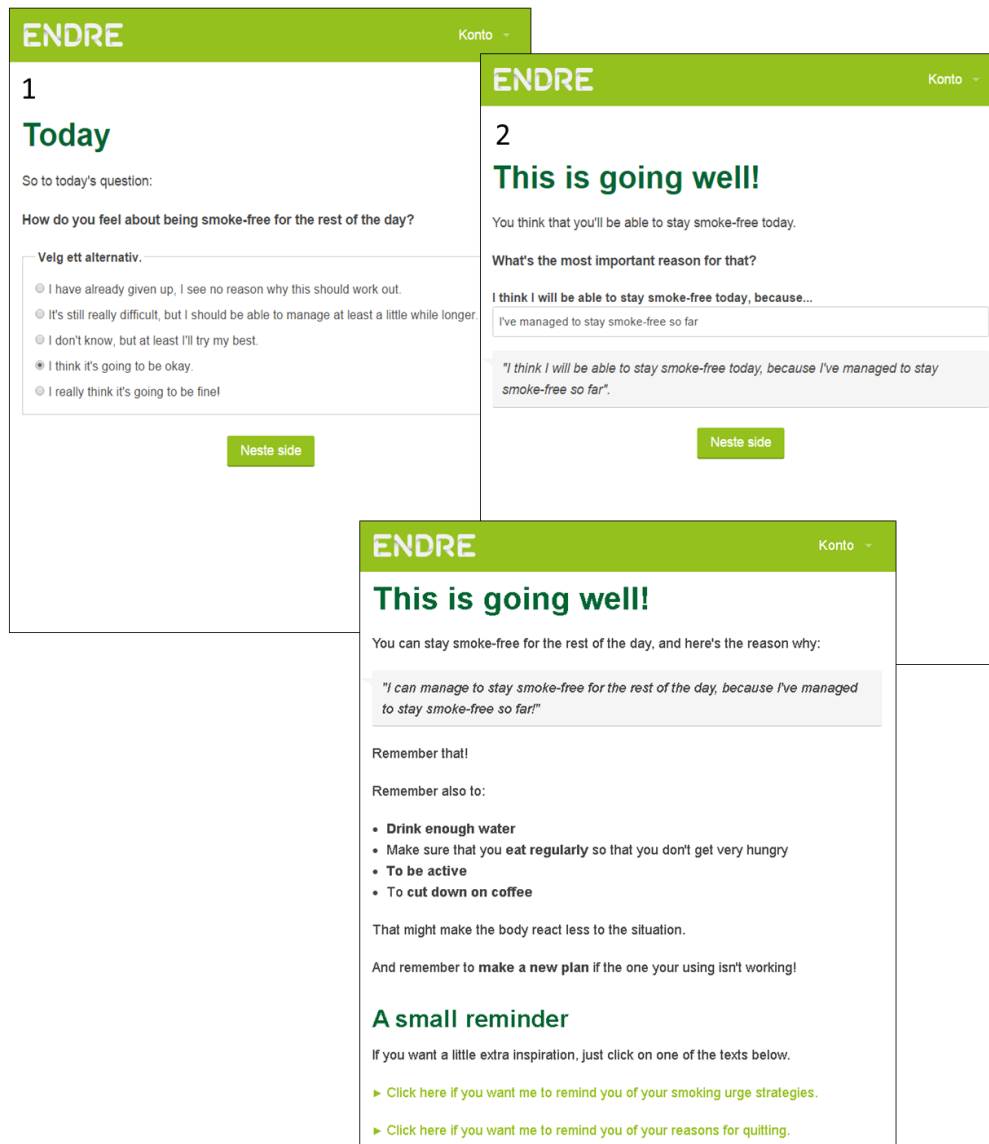 ENDRE
Konto
1
Today
So to today's question:
How do you feel about being smoke-free for the rest of the day?
Velg ett alternativ.
I have already given up, I see no reason why this should work out.
It's still really difficult, but I should be able to manage at least a little while longer.
I don't know, but at least I'll try my best.
I think it's going to be okay.
I really think it's going to be fine!
Neste side
ENDRE
Konto
2
This is going well!
You think that you'll be able to stay smoke-free today.
What's the most important reason for that?
I think I will be able to stay smoke-free today, because...
I've managed to stay smoke-free so far
"I think I will be able to stay smoke-free today, because I've managed to stay
smoke-free so far".
Neste side
ENDRE
Konto
This is going well!
You can stay smoke-free for the rest of the day, and here's the reason why:
"I can manage to stay smoke-free for the rest of the day, because I've managed
to stay smoke-free so far!"
Remember that!
Remember also to:
• Drink enough water
• Make sure that you eat regularly so that you don't get very hungry
• To be active
• To cut down on coffee
That might make the body react less to the situation.
And remember to make a new plan if the one your using isn't working!
A small reminder
If you want a little extra inspiration, just click on one of the texts below.
► Click here if you want me to remind you of your smoking urge strategies.
► Click here if you want me to remind you of your reasons for quitting.